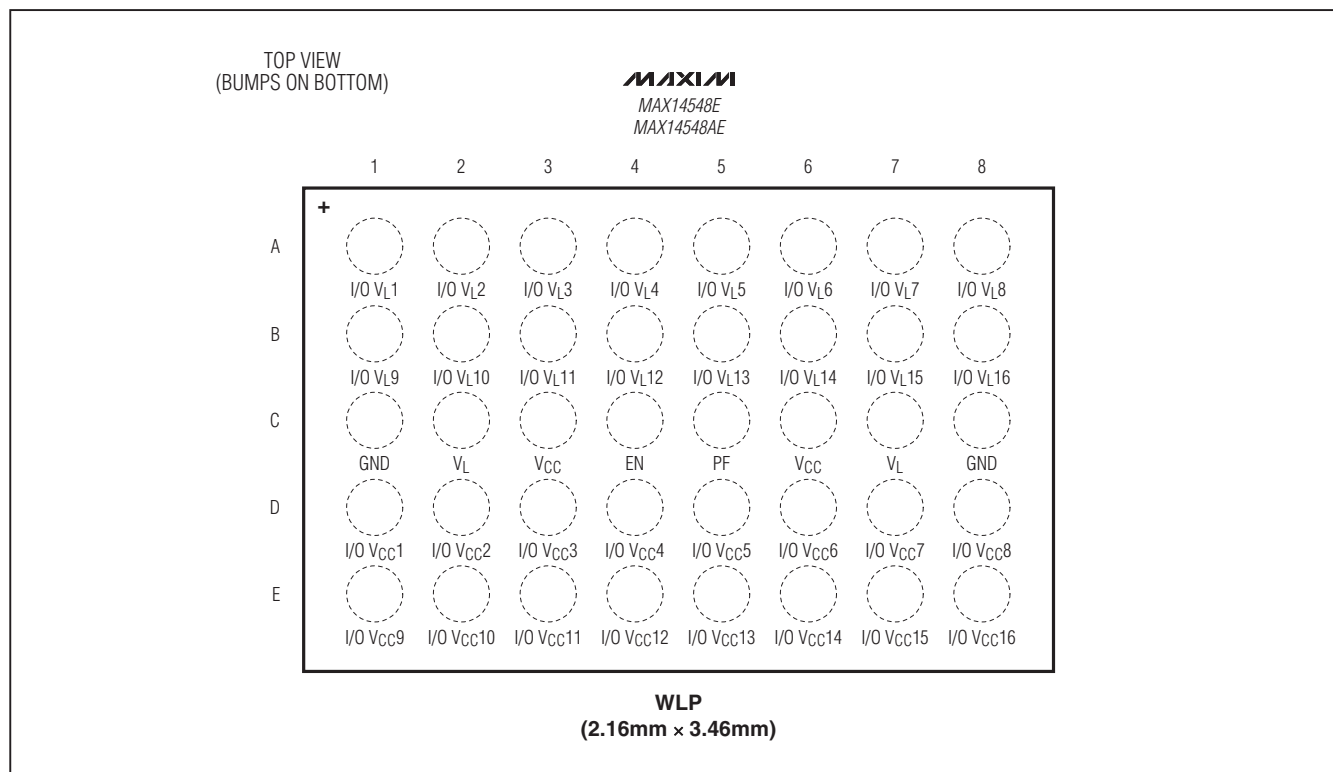 TOP VIEW
(BUMPS ON BOTTOM)
MAXIM
MAX14548E
MAX14548AE
1 2 3 4 5 6 7 8
+
A
I/O VL1 I/O VL2 I/O VL3 I/O VL4 I/O VL5 I/O VL6 I/O VL7 I/O VL8
B
I/O VL9 I/O VL10 I/O VL11 I/O VL12 I/O VL13 I/O VL14 I/O VL15 I/O VL16
C
GND VL VCC EN PF VCC VL GND
D
I/O VCC1 I/O VCC2 I/O VCC3 I/O VCC4 I/O VCC5 I/O VCC6 I/O VCC7 I/O VCC8
E
I/O VCC9 I/O VCC10 I/O VCC11 I/O VCC12 I/O VCC13 I/O VCC14 I/O VCC15 I/O VCC16
WLP
(2.16mm × 3.46mm)